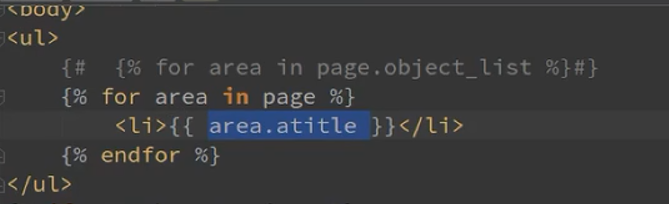 <body>
<ul>
{#  {% for area in page.object_list %}#}
{% for area in page %}
<li>{{ area.atitle }}</li>
{% endfor %}
</ul>